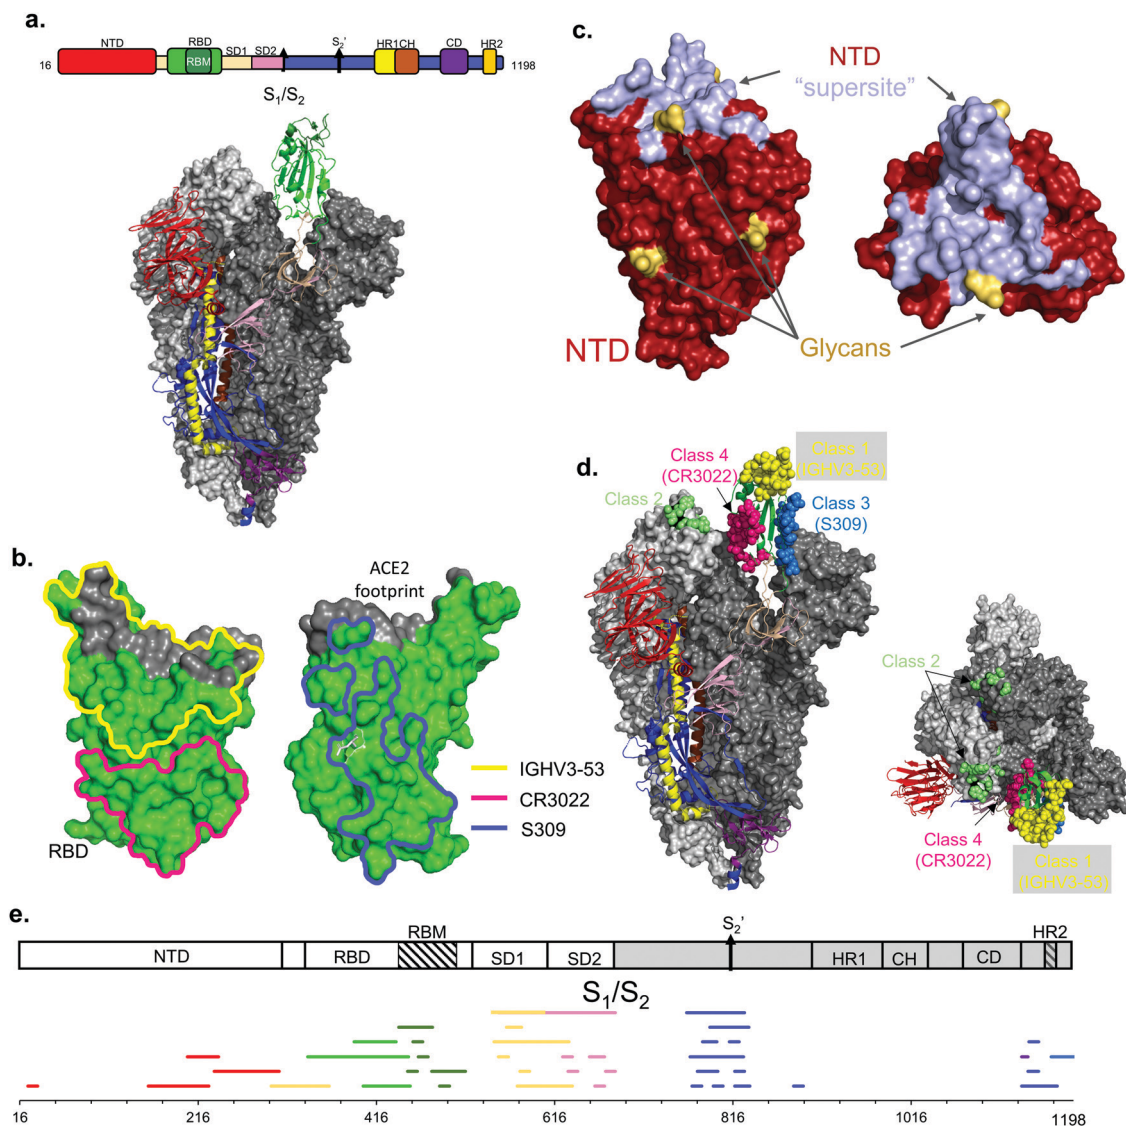 a.
NTD
RBD
RBM
SD1
SD2
S2'
HR1
CH
CD
HR2
16
1198
S1/S2
b.
ACE2
footprint
IGHV3-53
CR3022
S309
RBD
c.
NTD
"supersite"
NTD
Glycans
d.
Class 1
(IGHV3-53)
Class 4
(CR3022)
Class 2
Class 3
(S309)
Class 2
Class 4
(CR3022)
Class 1
(IGHV3-53)
e.
RBM
S2'
HR2
NTD
RBD
SD1
SD2
HR1
CH
CD
S1/S2
16
216
416
616
816
1016
1198